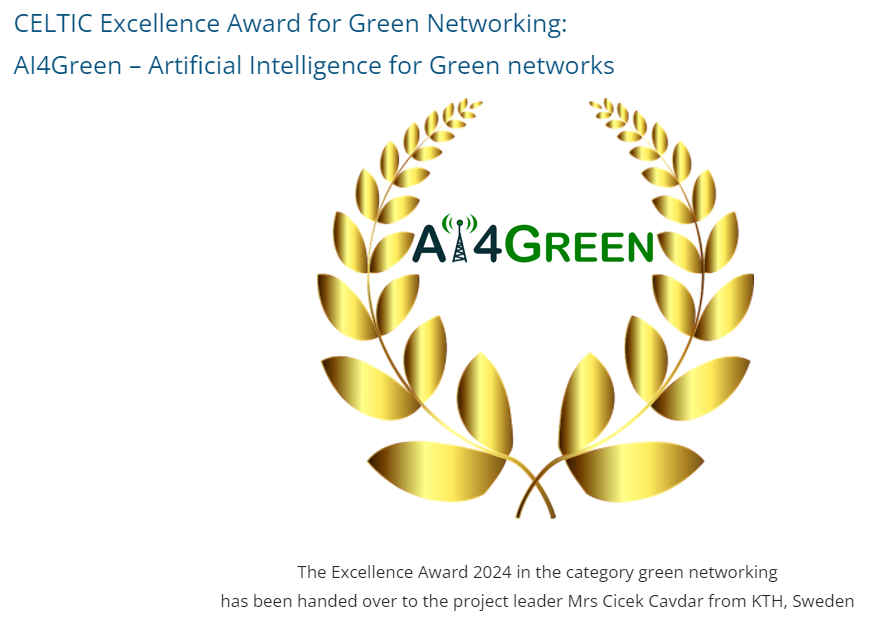 CELTIC Excellence Award for Green Networking:
AI4Green – Artificial Intelligence for Green networks
AI4GREEN
The Excellence Award 2024 in the category green networking
has been handed over to the project leader Mrs Cicek Cavdar from KTH, Sweden